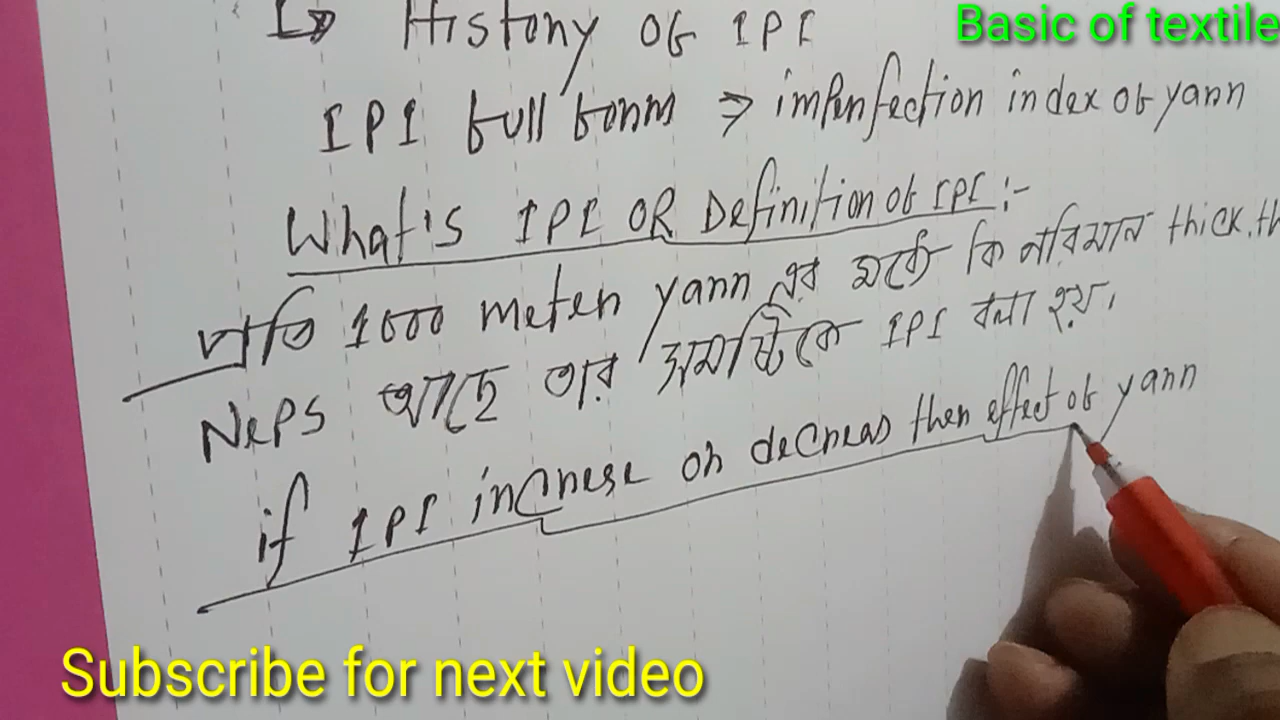 Basic of textile
History of IPI
IPI full form ⇒ imperfection index of yarn
What's IPI OR Definition of IPI :-
প্রতি 1000 meter yarn এর মধ্যে কি পরিমান thick, th
Neps আছে তার সমষ্টিকে IPI বলা হয়।
if IPI increse or decreas then effect of yarn
Subscribe for next video